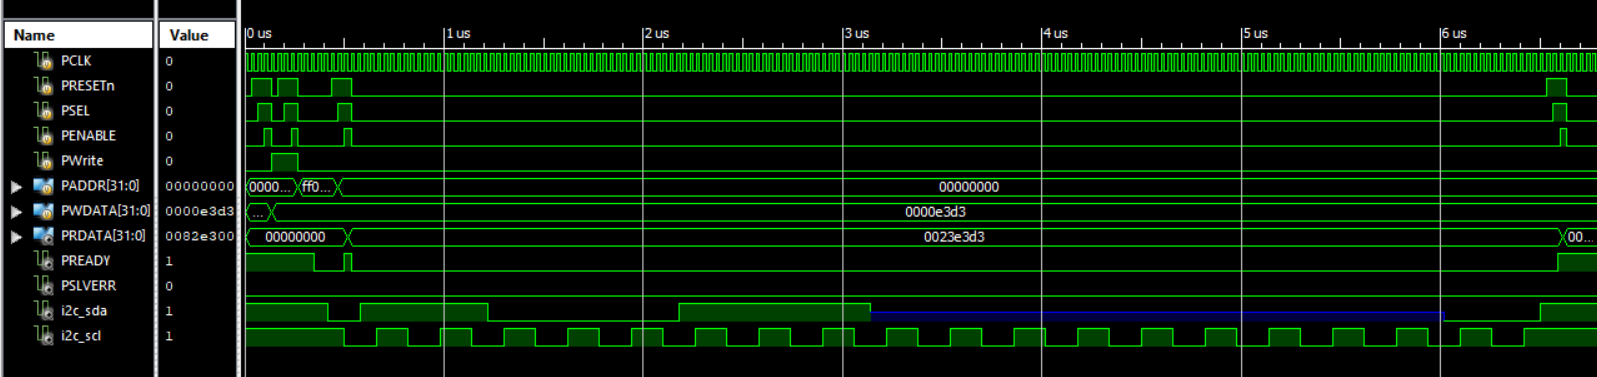 Name Value 0 us 1 us 2 us 3 us 4 us 5 us 6 us
PCLK 0
PRESETn 0
PSEL 0
PENABLE 0
PWrite 0
PADDR[31:0] 00000000 0000... ff0... 00000000
PWDATA[31:0] 0000e3d3 ... 0000e3d3
PRDATA[31:0] 0082e300 00000000 0023e3d3 00...
PREADY 1
PSLVERR 0
i2c_sda 1
i2c_scl 1